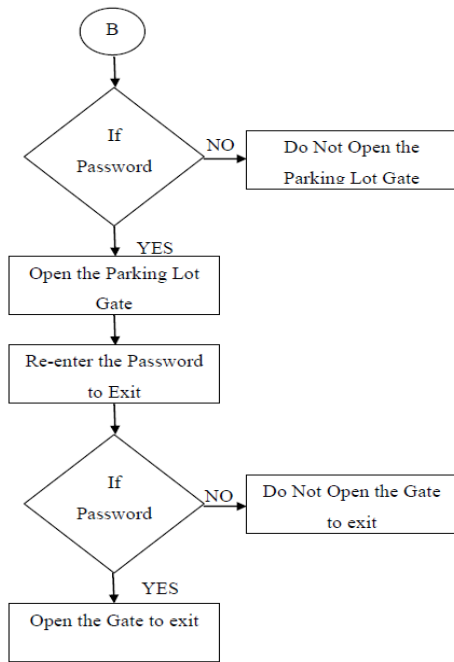 B
If
Password
NO
Do Not Open the
Parking Lot Gate
YES
Open the Parking Lot
Gate
Re-enter the Password
to Exit
If
Password
NO
Do Not Open the Gate
to exit
YES
Open the Gate to exit